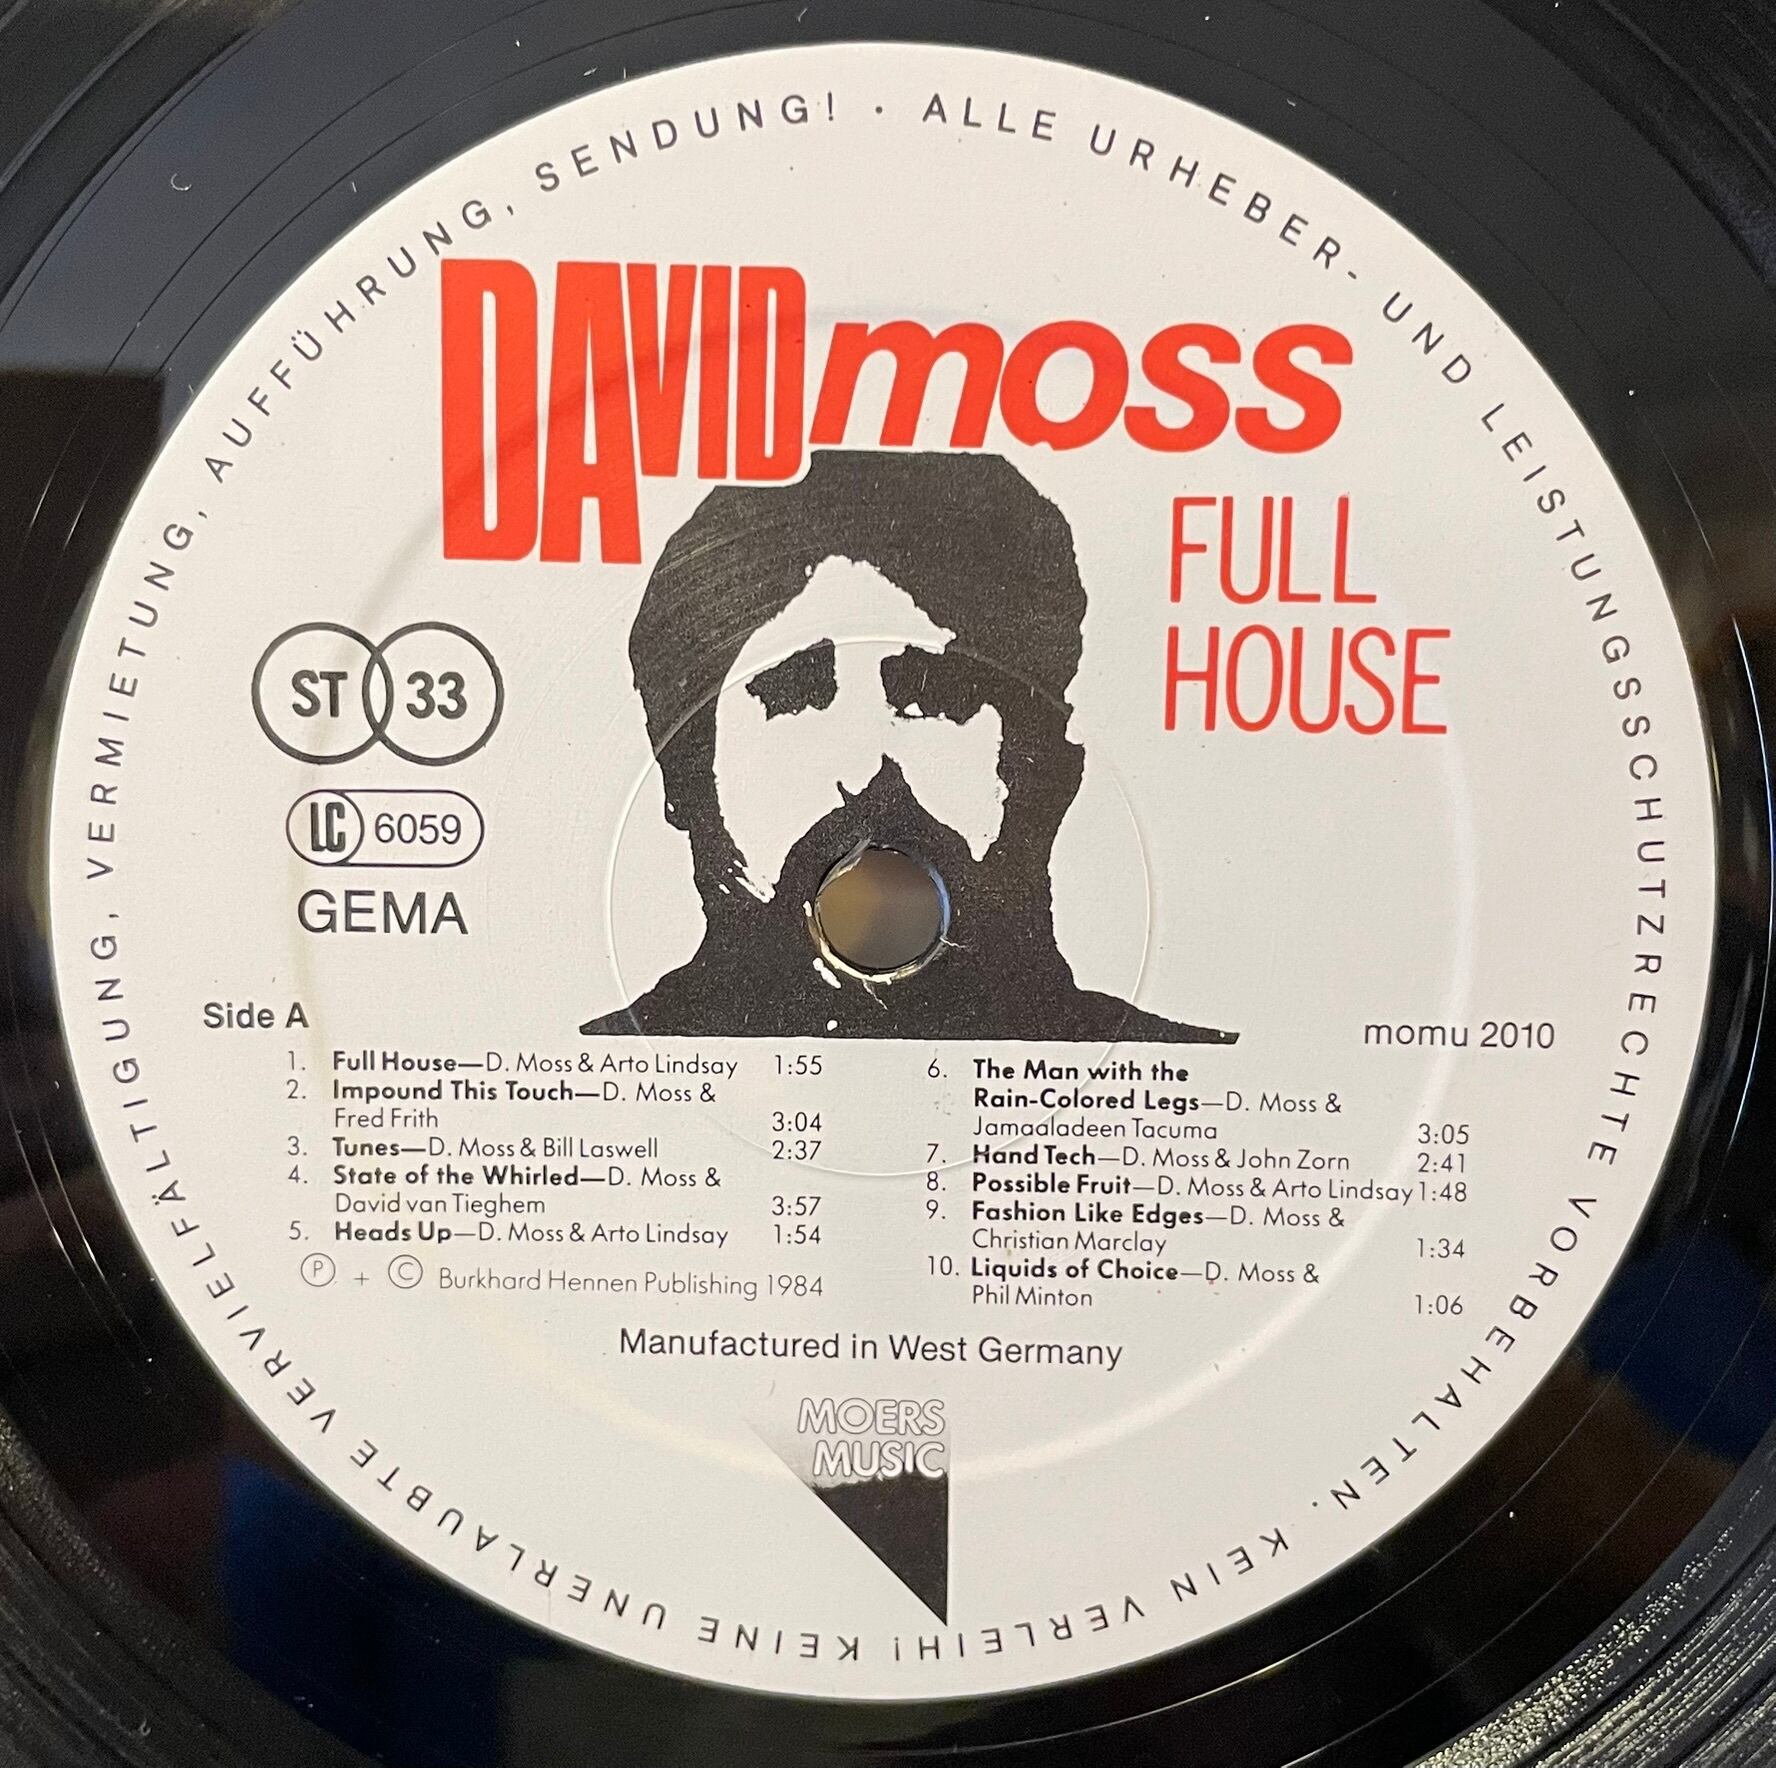 ALLE URHEBER- UND LEISTUNGSSCHUTZRECHTE VORBEHALTEN. KEIN VERLEIH! KEINE UNERLAUBTE VERVIELFÄLTIGUNG, VERMIETUNG, AUFFÜHRUNG, SENDUNG! ·
DAVID moss
FULL
HOUSE
ST 33
LC 6059
GEMA
Side A
momu 2010
1. Full House—D. Moss & Arto Lindsay 1:55
2. Impound This Touch—D. Moss &
Fred Frith 3:04
3. Tunes—D. Moss & Bill Laswell 2:37
4. State of the Whirled—D. Moss &
David van Tieghem 3:57
5. Heads Up—D. Moss & Arto Lindsay 1:54
Ⓟ + © Burkhard Hennen Publishing 1984
6. The Man with the
Rain-Colored Legs—D. Moss &
Jamaaladeen Tacuma 3:05
7. Hand Tech—D. Moss & John Zorn 2:41
8. Possible Fruit—D. Moss & Arto Lindsay 1:48
9. Fashion Like Edges—D. Moss &
Christian Marclay 1:34
10. Liquids of Choice—D. Moss &
Phil Minton 1:06
Manufactured in West Germany
MOERS
MUSIC